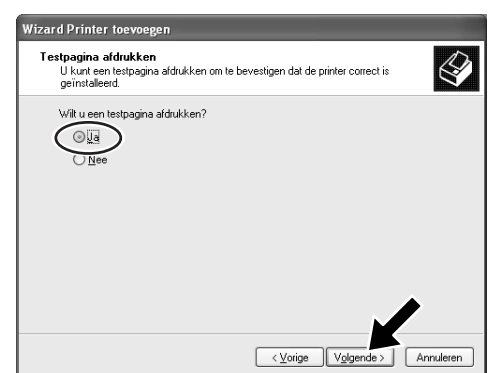 Wizard Printer toevoegen
Testpagina afdrukken
U kunt een testpagina afdrukken om te bevestigen dat de printer correct is
geïnstalleerd.
Wilt u een testpagina afdrukken?
Ja
Nee
< Vorige Volgende > Annuleren